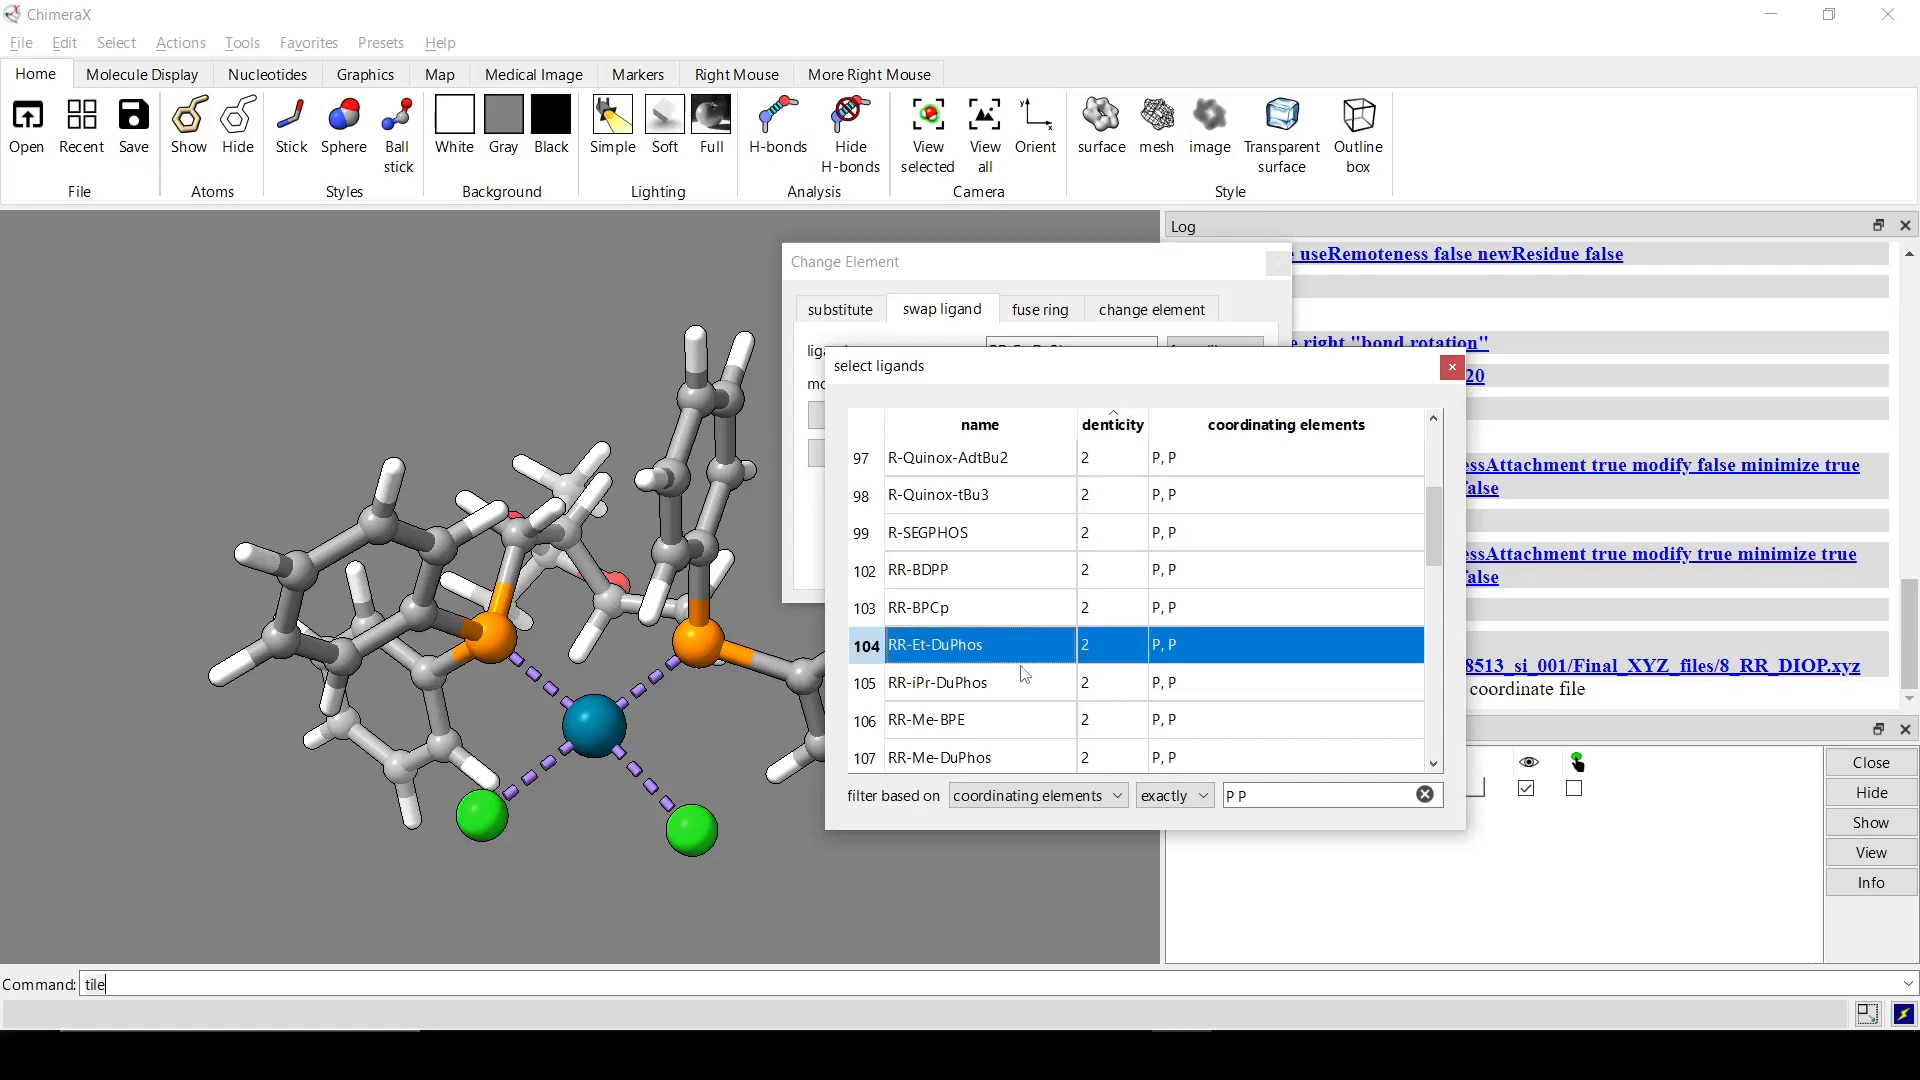 ChimeraX
File Edit Select Actions Tools Favorites Presets Help
Home Molecule Display Nucleotides Graphics Map Medical Image Markers Right Mouse More Right Mouse
Open Recent Save Show Hide Stick Sphere Ball stick White Gray Black Simple Soft Full H-bonds Hide H-bonds View selected View all Orient surface mesh image Transparent surface Outline box
File Atoms Styles Background Lighting Analysis Camera Style
Log
useRemoteness false newResidue false
e right "bond rotation"
20
essAttachment true modify false minimize true
alse
essAttachment true modify true minimize true
alse
8513_si_001/Final_XYZ_files/8_RR_DIOP.xyz
coordinate file
Change Element
substitute swap ligand fuse ring change element
select ligands
name denticity coordinating elements
97 R-Quinox-AdtBu2 2 P, P
98 R-Quinox-tBu3 2 P, P
99 R-SEGPHOS 2 P, P
102 RR-BDPP 2 P, P
103 RR-BPCp 2 P, P
104 RR-Et-DuPhos 2 P, P
105 RR-iPr-DuPhos 2 P, P
106 RR-Me-BPE 2 P, P
107 RR-Me-DuPhos 2 P, P
filter based on coordinating elements exactly P P
Close
Hide
Show
View
Info
Command: tile